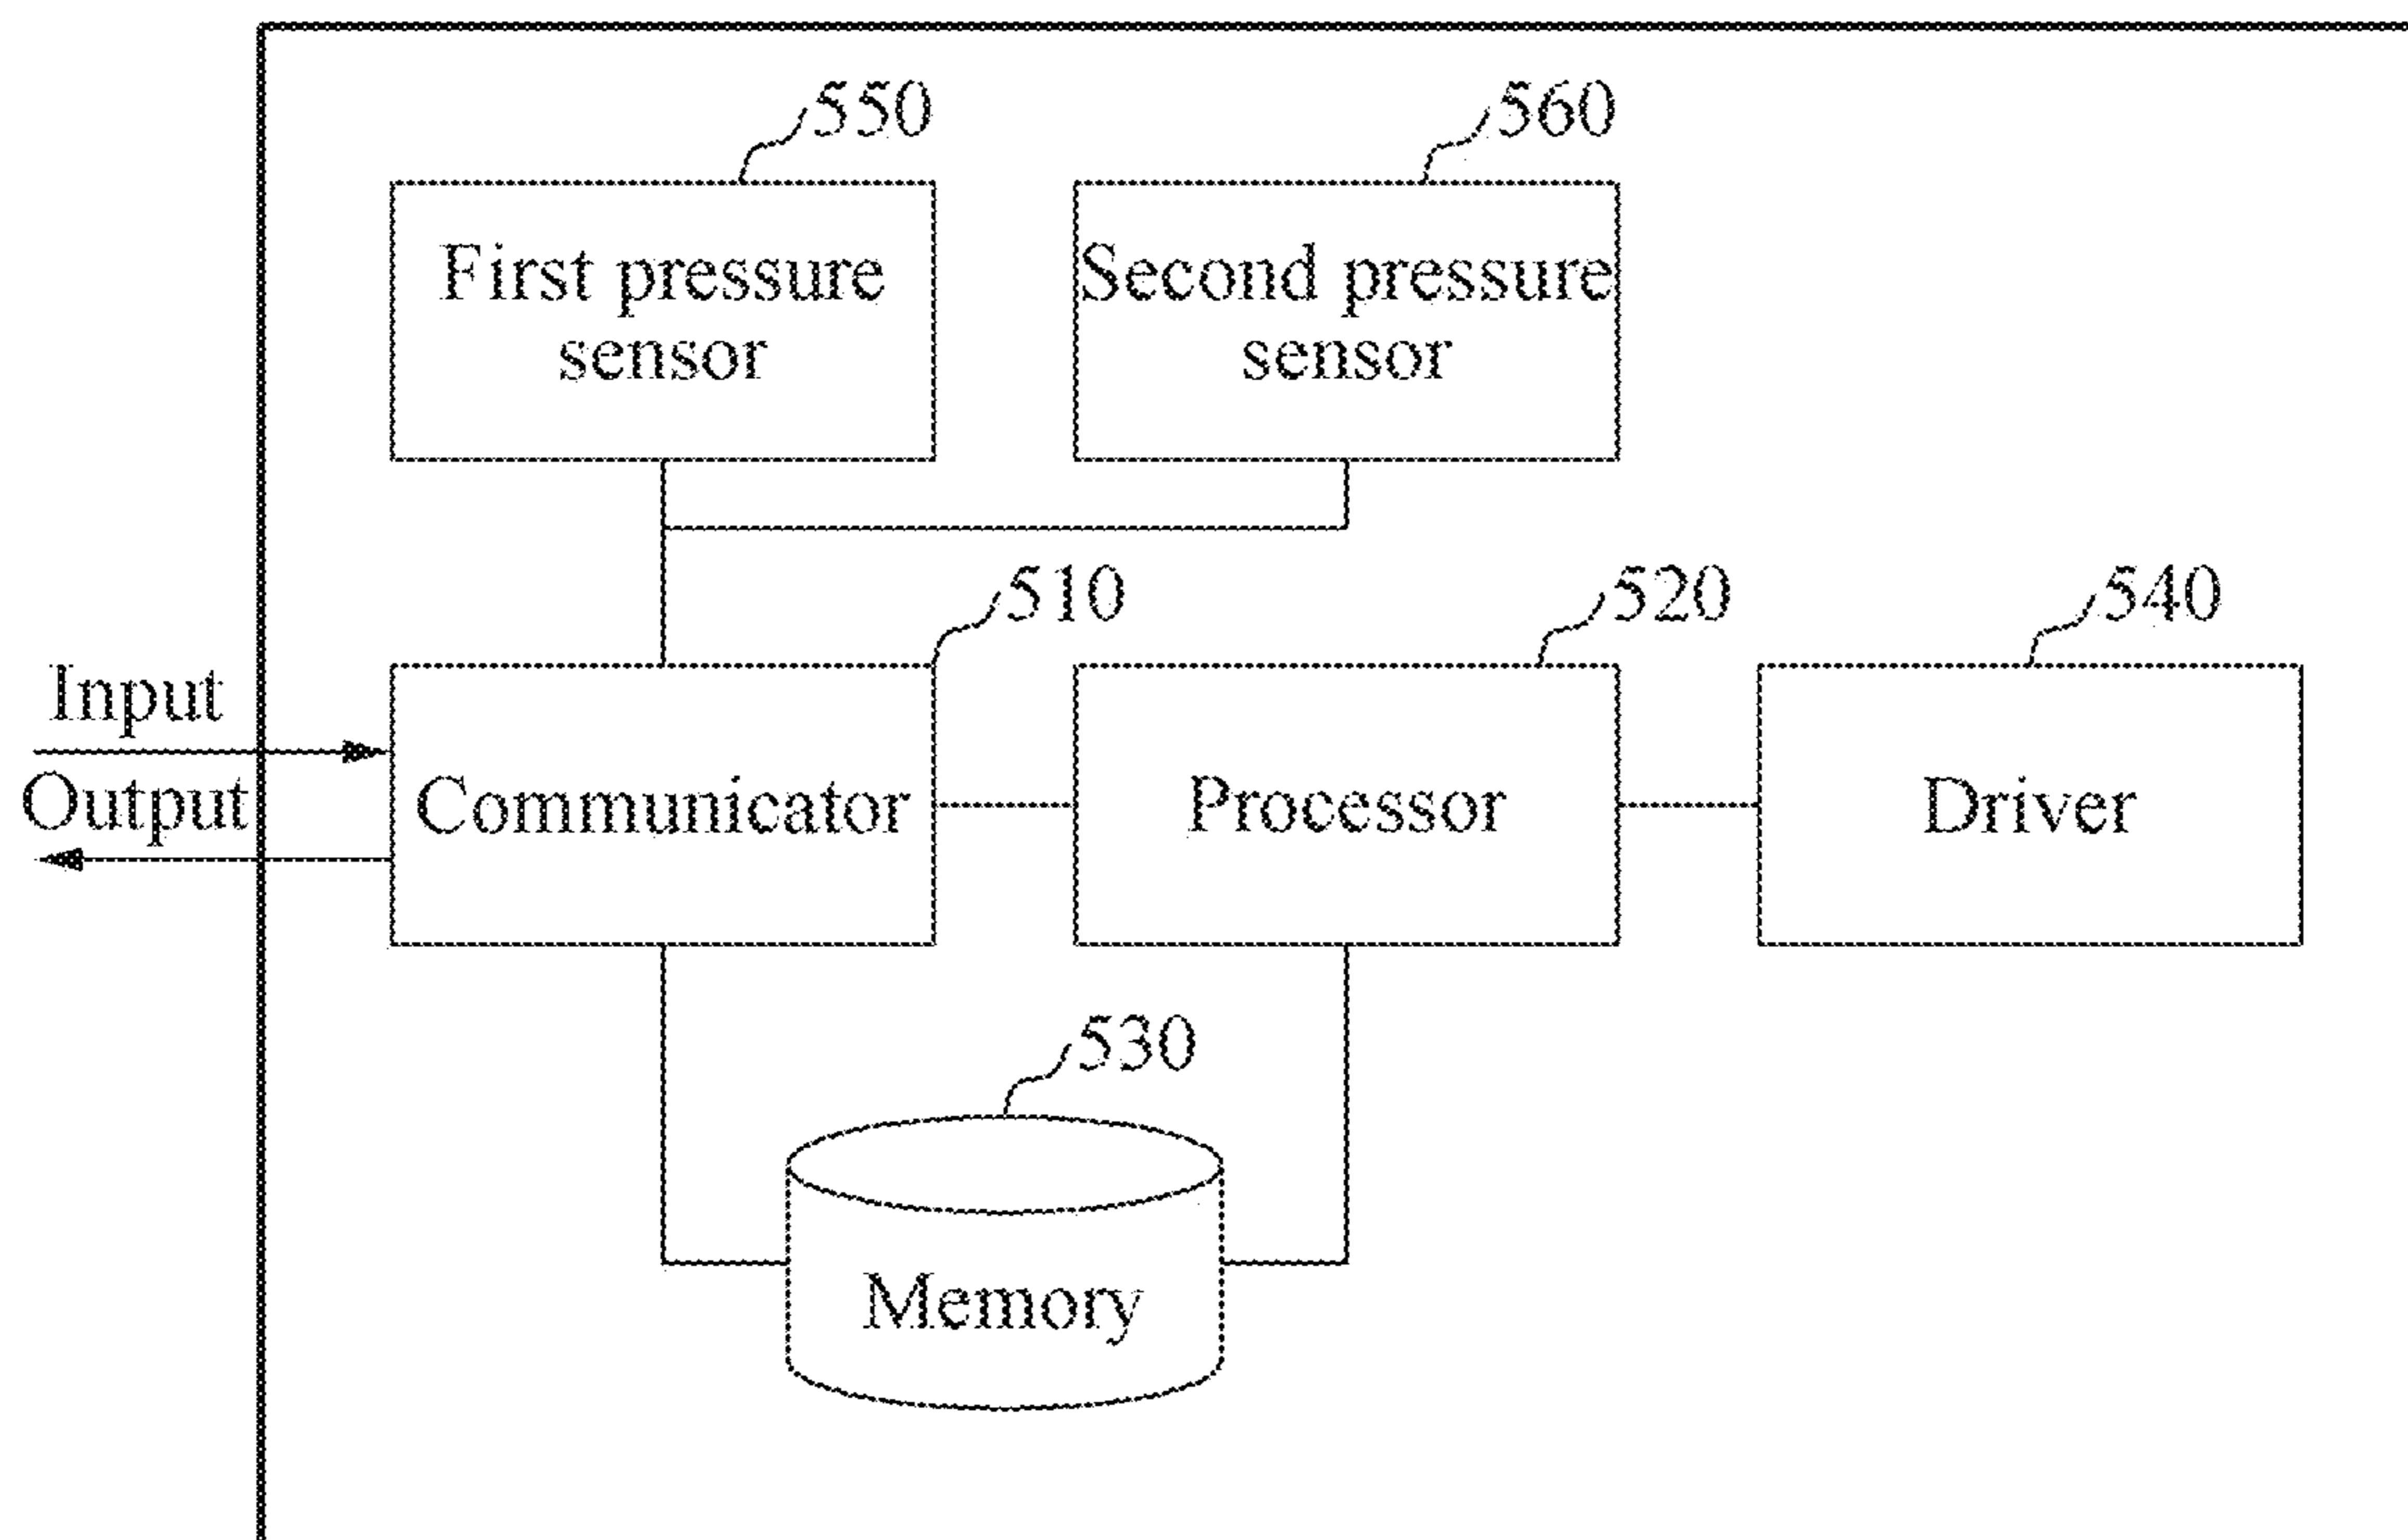 550
560
First pressure
sensor
Second pressure
sensor
510
520
540
Input
Output
Communicator
Processor
Driver
530
Memory